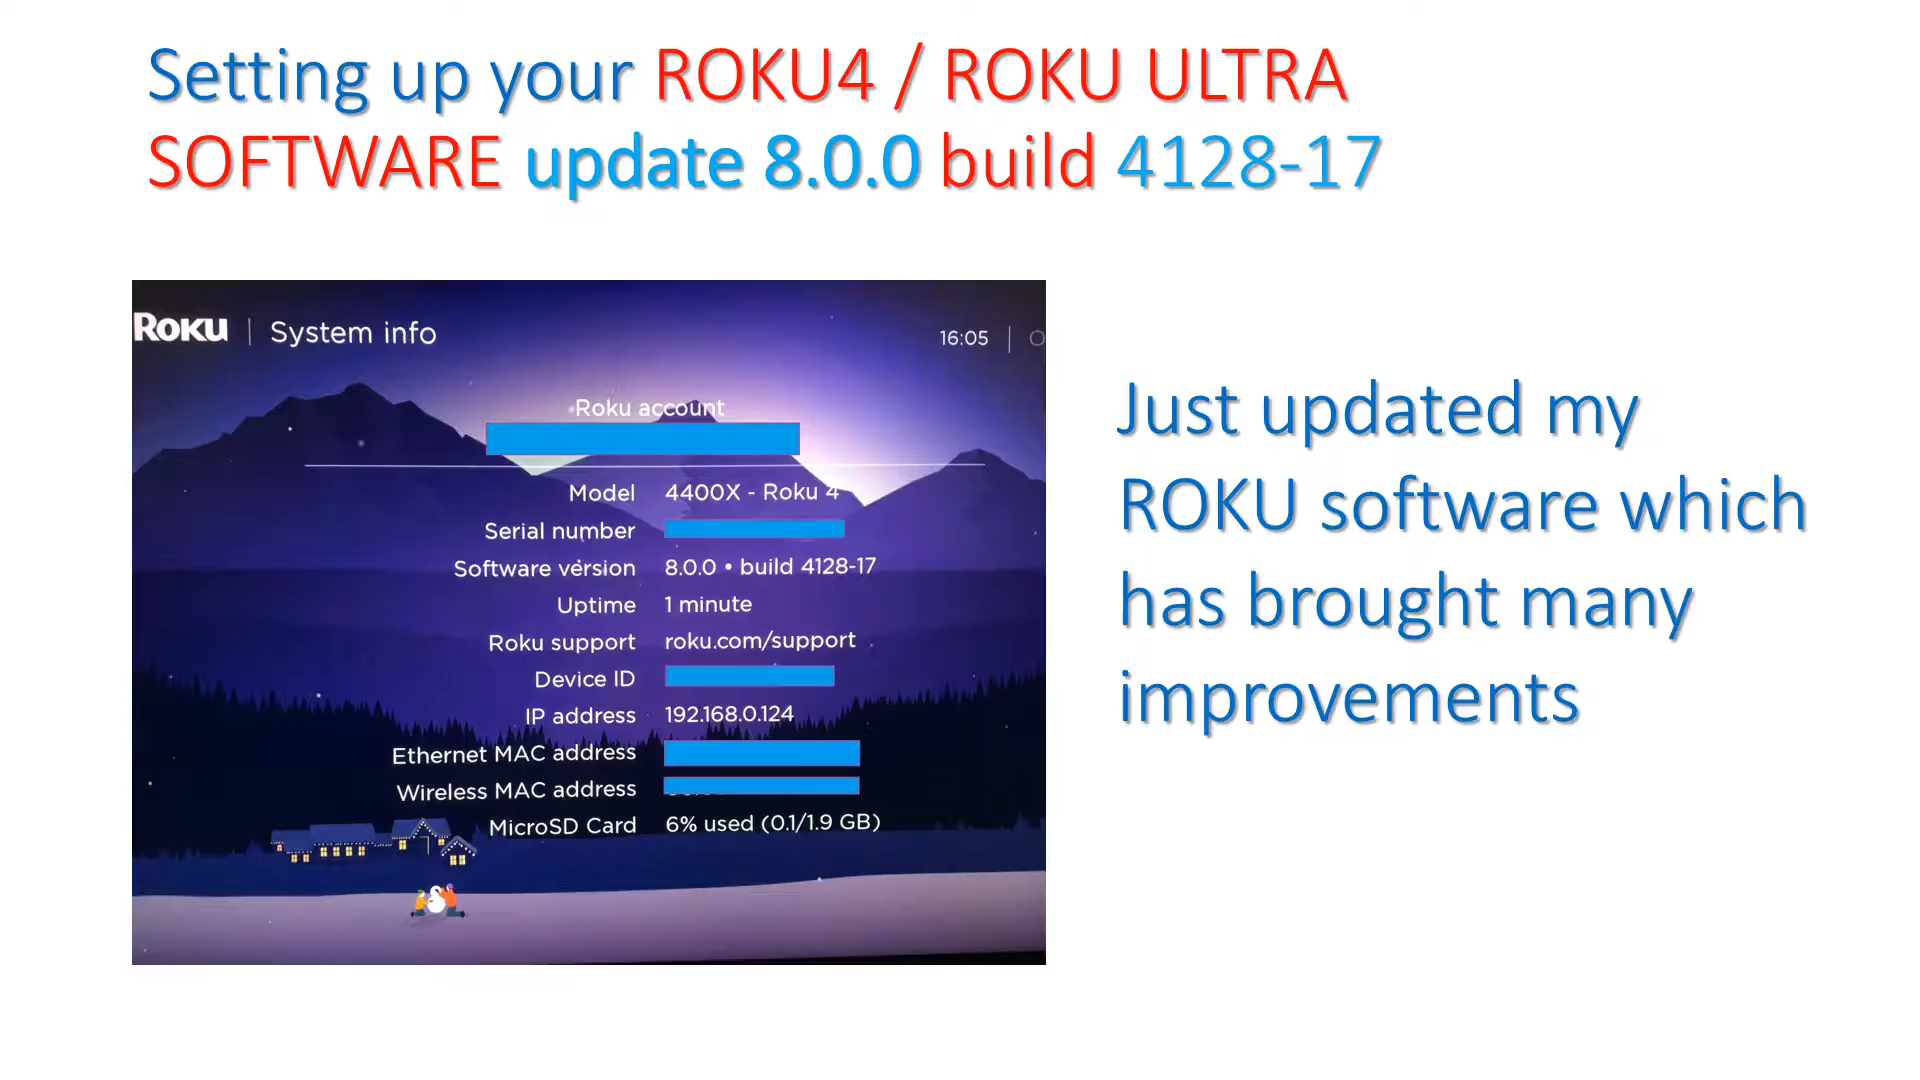 Setting up your ROKU4 / ROKU ULTRA
SOFTWARE update 8.0.0 build 4128-17
Roku | System info
16:05 |
Roku account
Model 4400X - Roku 4
Serial number
Software version 8.0.0 • build 4128-17
Uptime 1 minute
Roku support roku.com/support
Device ID
IP address 192.168.0.124
Ethernet MAC address
Wireless MAC address
MicroSD Card 6% used (0.1/1.9 GB)
Just updated my
ROKU software which
has brought many
improvements